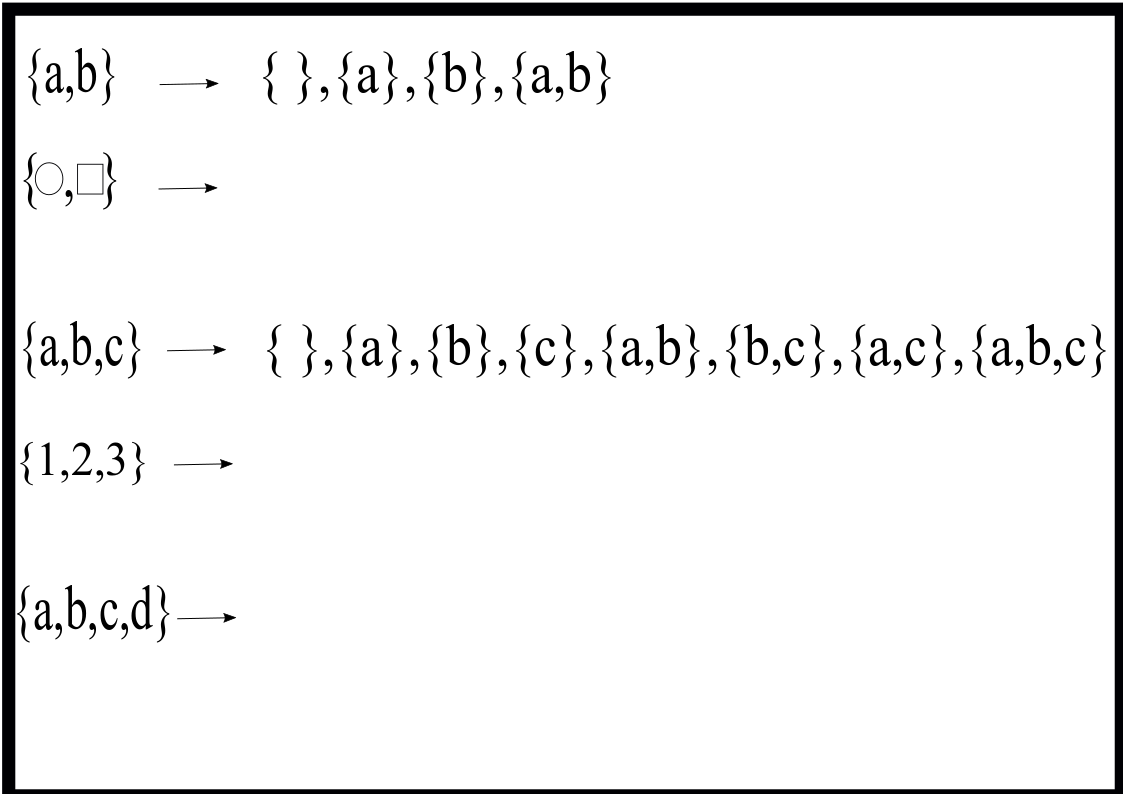 {a,b} → { },{a},{b},{a,b}
{○,□} →
{a,b,c} → { },{a},{b},{c},{a,b},{b,c},{a,c},{a,b,c}
{1,2,3} →
{a,b,c,d} →